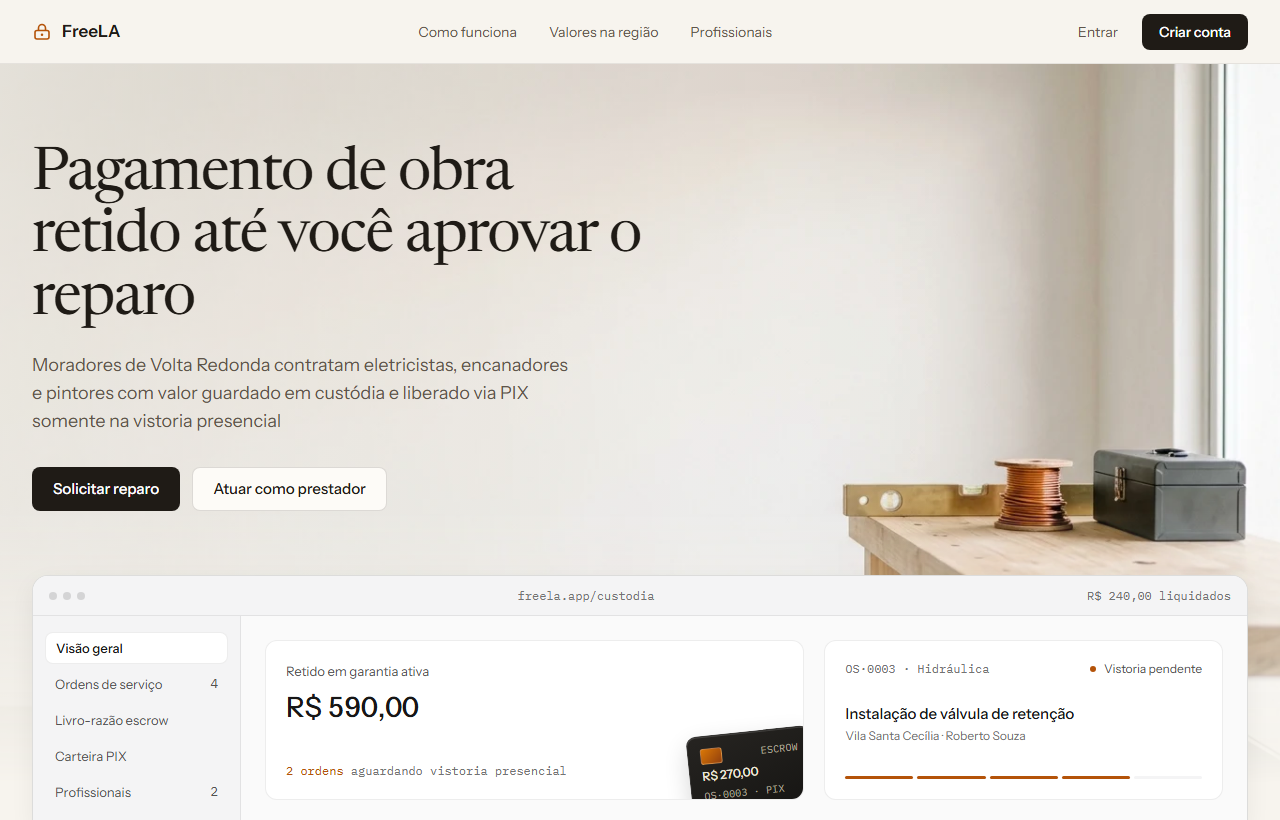 FreeLA
Como funciona
Valores na região
Profissionais
Entrar
Criar conta
Pagamento de obra
retido até você aprovar o
reparo
Moradores de Volta Redonda contratam eletricistas, encanadores
e pintores com valor guardado em custódia e liberado via PIX
somente na vistoria presencial
Solicitar reparo
Atuar como prestador
freela.app/custodia
R$ 240,00 liquidados
Visão geral
Ordens de serviço 4
Livro-razão escrow
Carteira PIX
Profissionais 2
Retido em garantia ativa
R$ 590,00
2 ordens aguardando vistoria presencial
ESCROW
R$ 270,00
OS·0003 · PIX
OS·0003 · Hidráulica
Vistoria pendente
Instalação de válvula de retenção
Vila Santa Cecília · Roberto Souza